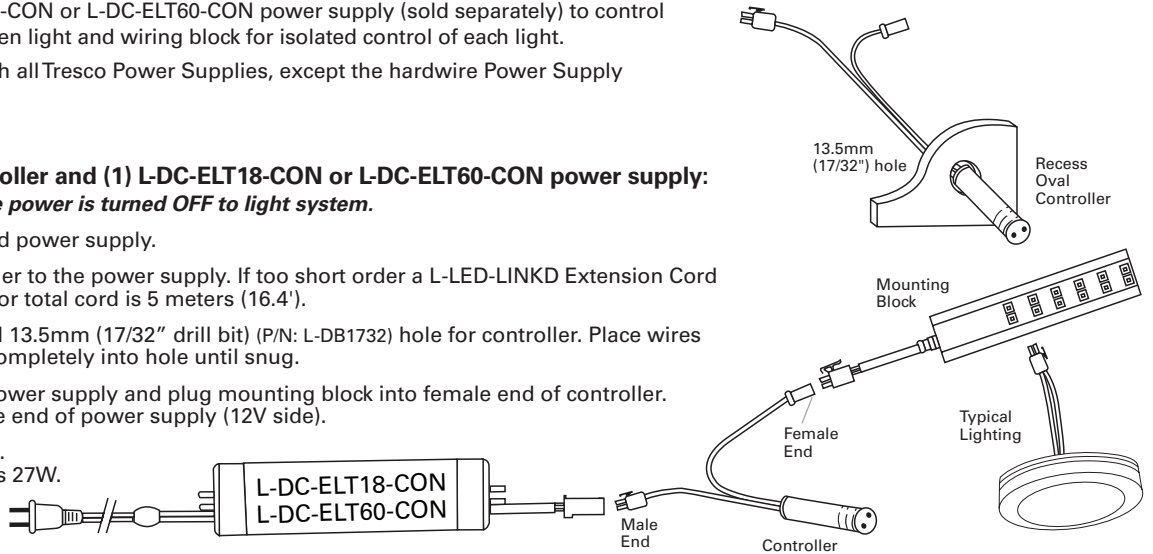 -CON or L-DC-ELT60-CON power supply (sold separately) to control
en light and wiring block for isolated control of each light.
h all Tresco Power Supplies, except the hardwire Power Supply
oller and (1) L-DC-ELT18-CON or L-DC-ELT60-CON power supply:
e power is turned OFF to light system.
d power supply.
er to the power supply. If too short order a L-LED-LINKD Extension Cord
or total cord is 5 meters (16.4').
l 13.5mm (17/32" drill bit) (P/N: L-DB1732) hole for controller. Place wires
ompletely into hole until snug.
ower supply and plug mounting block into female end of controller.
e end of power supply (12V side).
.
s 27W.
L-DC-ELT18-CON
L-DC-ELT60-CON
13.5mm
(17/32") hole
Recess
Oval
Controller
Mounting
Block
Female
End
Typical
Lighting
Male
End
Controller